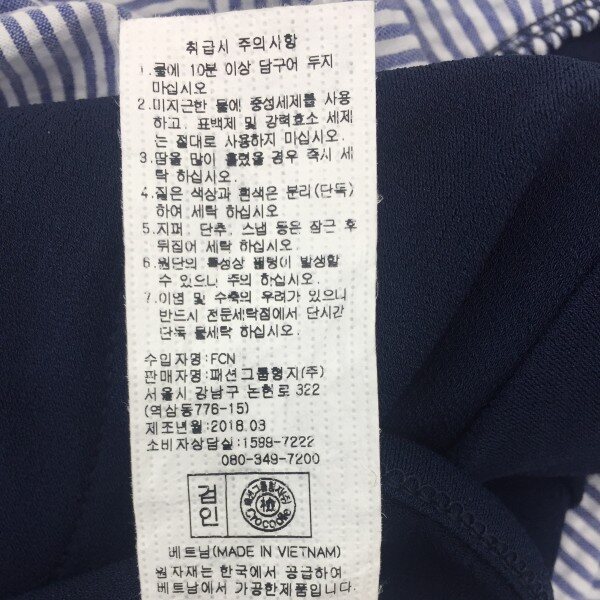 취급시 주의사항
1.물에 10분 이상 담구어 두지
마십시오.
2.미지근한 물에 중성세제를 사용
하고, 표백제 및 강력효소 세제
는 절대로 사용하지 마십시오.
3.땀을 많이 흘렸을 경우 즉시 세
탁 하십시오.
4.짙은 색상과 흰색은 분리(단독)
하여 세탁 하십시오.
5.지퍼, 단추, 스냅 등은 잠근 후
뒤집어 세탁 하십시오.
6.원단의 특성상 필링이 발생할
수 있으니 주의 하십시오.
7.이염 및 수축의 우려가 있으니
반드시 전문세탁점에서 단시간
단독 물세탁 하십시오.
수입자명:FCN
판매자명:패션그룹형지(주)
서울시 강남구 논현로 322
(역삼동776-15)
제조년월:2018.03
소비자상담실:1599-7222
080-349-7200
검인
패션그룹형지(주)
檢
Crocodile
베트남(MADE IN VIETNAM)
원자재는 한국에서 공급하여
베트남에서 가공한제품입니다.